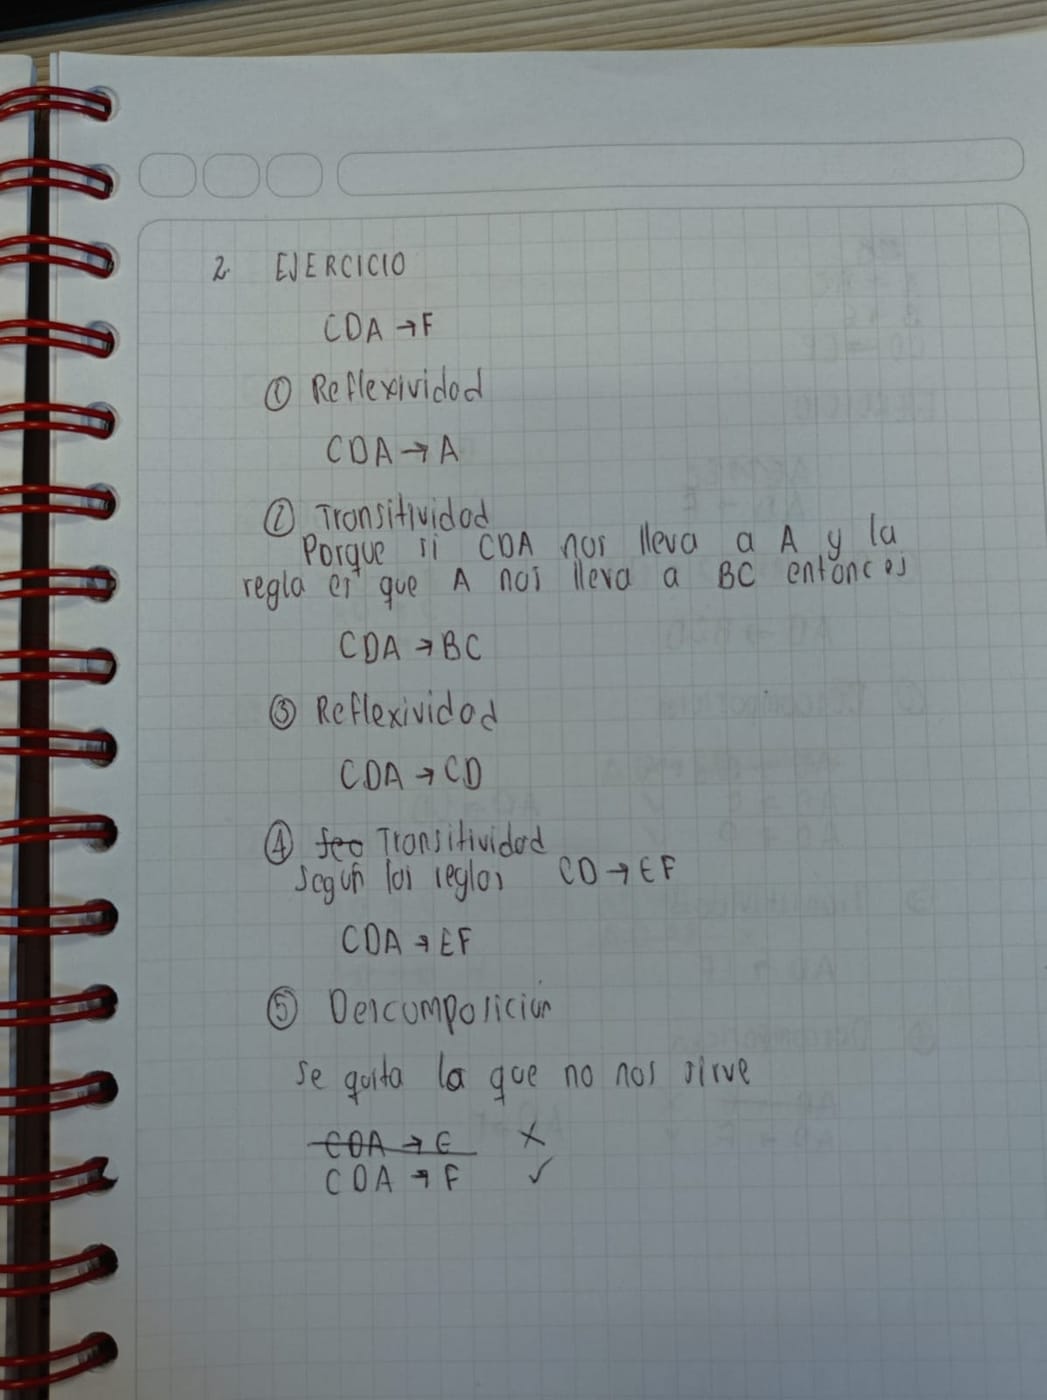 2. EJERCICIO
CDA → F
① Reflexividad
CDA → A
② Transitividad
Porque si CDA nos lleva a A y la
regla es que A nos lleva a BC entonces
CDA → BC
③ Reflexividad
CDA → CD
④ Transitividad
Según las reglas CD → EF
CDA → EF
⑤ Descomposición
se quita la que no nos sirve
CDA → E X
CDA → F ✓